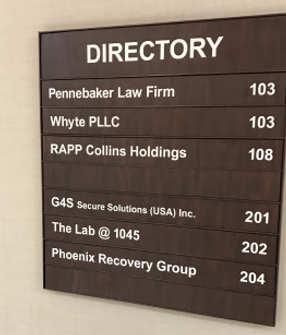 DIRECTORY
Pennebaker Law Firm 103
Whyte PLLC 103
RAPP Collins Holdings 108
G4S Secure Solutions (USA) Inc. 201
The Lab @ 1045 202
Phoenix Recovery Group 204